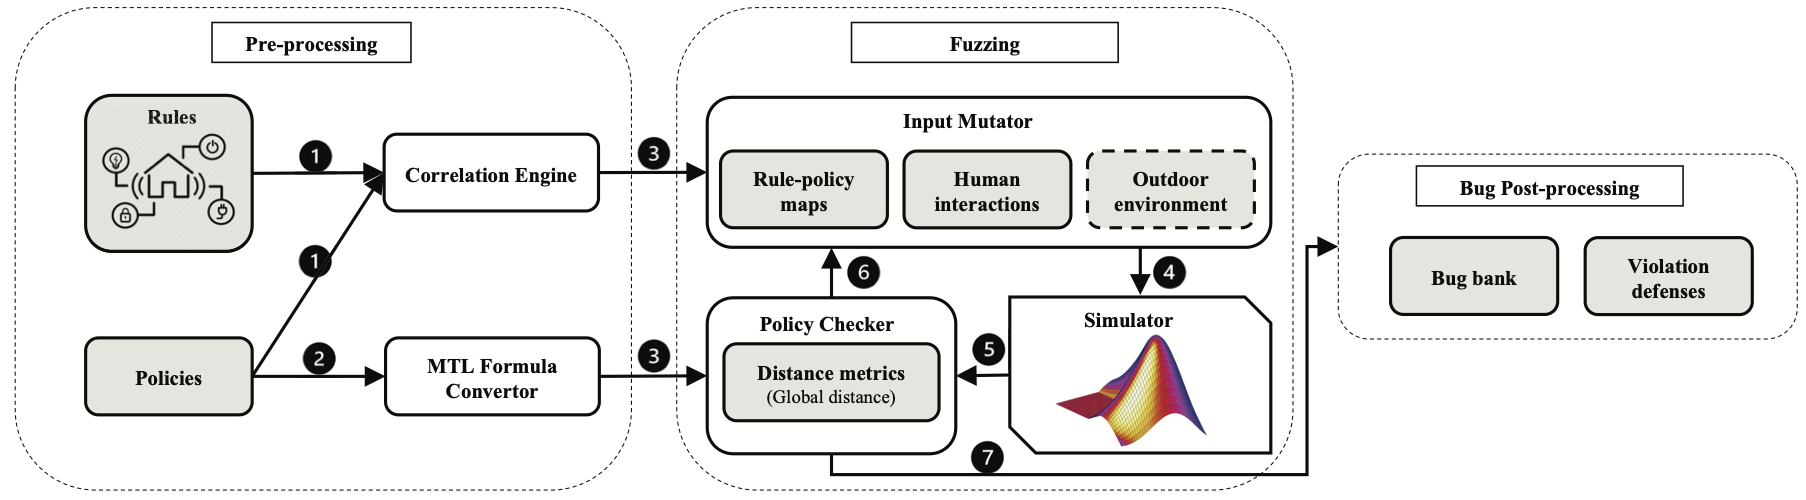 Pre-processing
Rules
1
Correlation Engine
1
Policies
2
MTL Formula
Convertor
3
3
Fuzzing
Input Mutator
Rule-policy
maps
Human
interactions
Outdoor
environment
6
4
Policy Checker
Distance metrics
(Global distance)
5
Simulator
7
Bug Post-processing
Bug bank
Violation
defenses